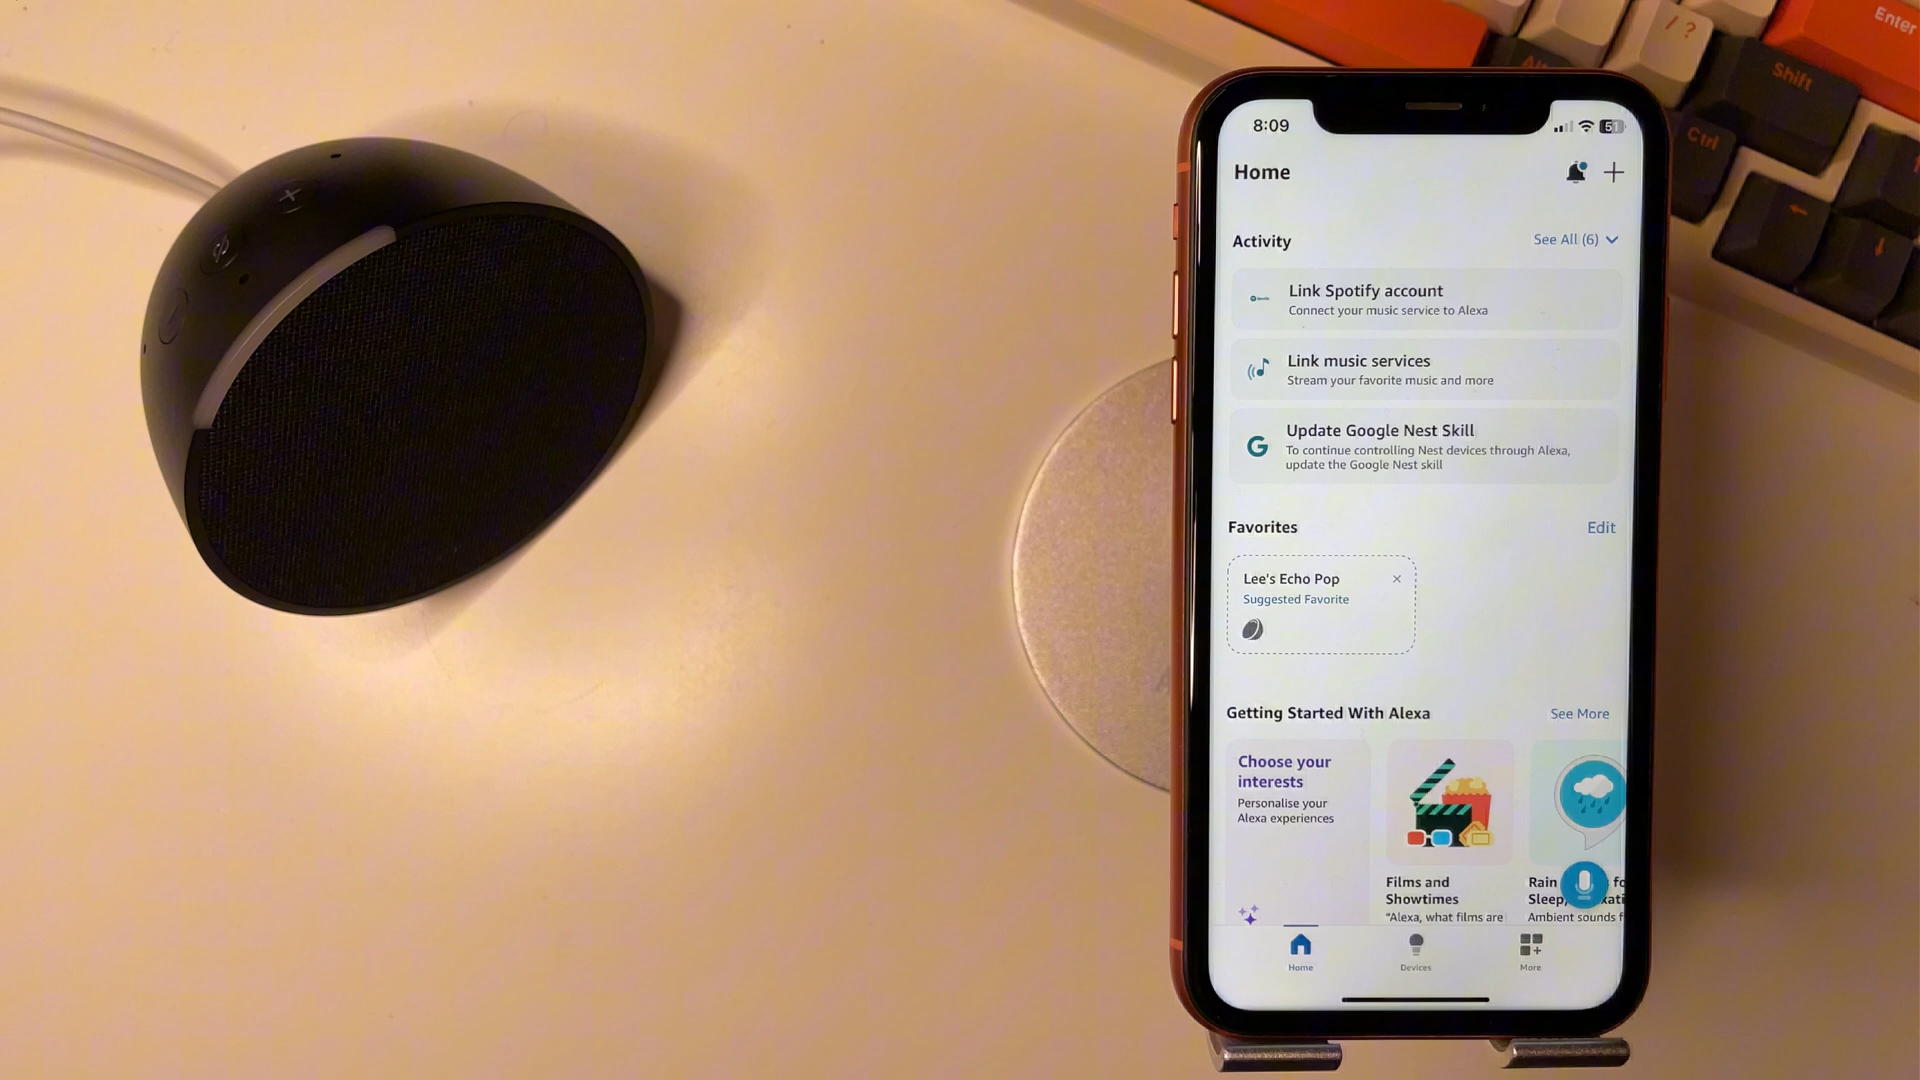 Enter
/ ?
Alt
Shift
Ctrl
8:09
51
Home
Activity
See All (6)
Link Spotify account
Connect your music service to Alexa
Link music services
Stream your favorite music and more
G
Update Google Nest Skill
To continue controlling Nest devices through Alexa,
update the Google Nest skill
Favorites
Edit
Lee's Echo Pop
Suggested Favorite
Getting Started With Alexa
See More
Choose your
interests
Personalise your
Alexa experiences
Films and
Showtimes
"Alexa, what films are
Rain
Sleep,
Ambient sounds f
Home
Devices
More